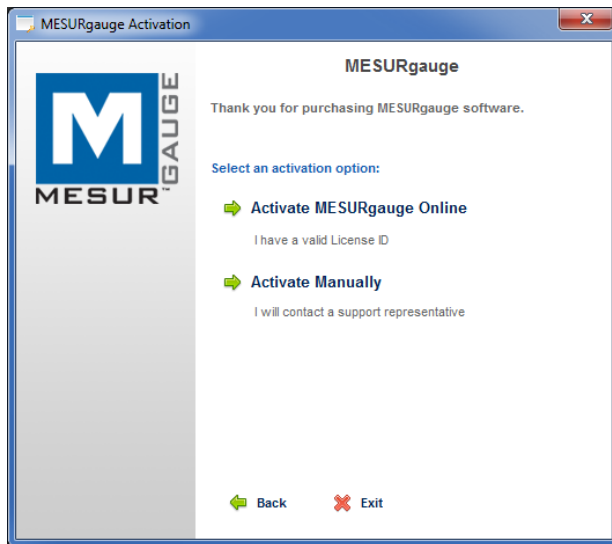 MESURgauge Activation
M
GAUGE
MESUR™
MESURgauge
Thank you for purchasing MESURgauge software.
Select an activation option:
Activate MESURgauge Online
I have a valid License ID
Activate Manually
I will contact a support representative
Back
Exit